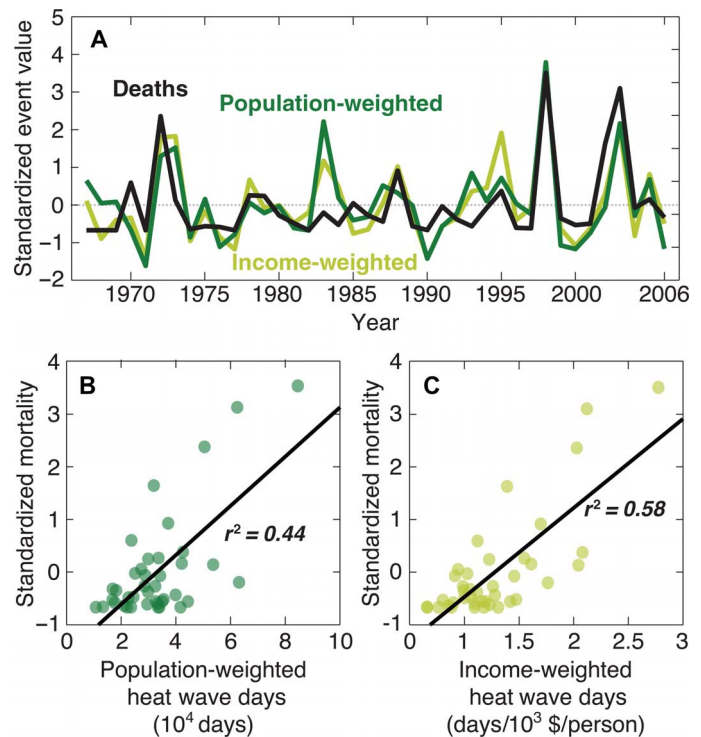 A
Standardized event value
5
4
3
2
1
0
−1
−2
Deaths
Population-weighted
Income-weighted
1970 1975 1980 1985 1990 1995 2000 2006
Year
B
Standardized mortality
4
3
2
1
0
−1
r² = 0.44
0 2 4 6 8 10
Population-weighted
heat wave days
(10⁴ days)
C
Standardized mortality
4
3
2
1
0
−1
r² = 0.58
0 1 1.5 2 2.5 3
Income-weighted
heat wave days
(days/10³ $/person)